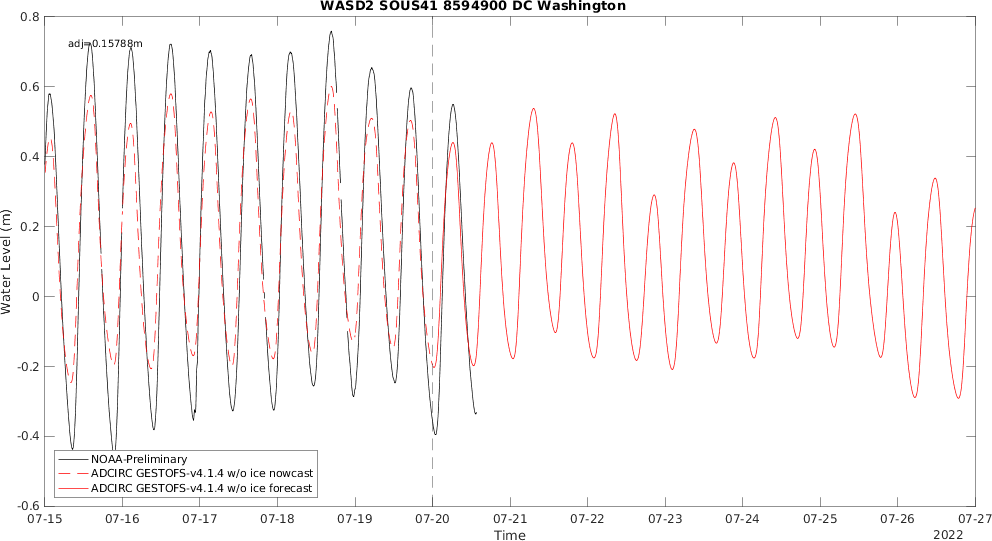 WASD2 SOUS41 8594900 DC Washington
adj=0.15788m
0.8
0.6
0.4
0.2
0
-0.2
-0.4
-0.6
Water Level (m)
NOAA-Preliminary
ADCIRC GESTOFS-v4.1.4 w/o ice nowcast
ADCIRC GESTOFS-v4.1.4 w/o ice forecast
07-15 07-16 07-17 07-18 07-19 07-20 07-21 07-22 07-23 07-24 07-25 07-26 07-27
Time
2022